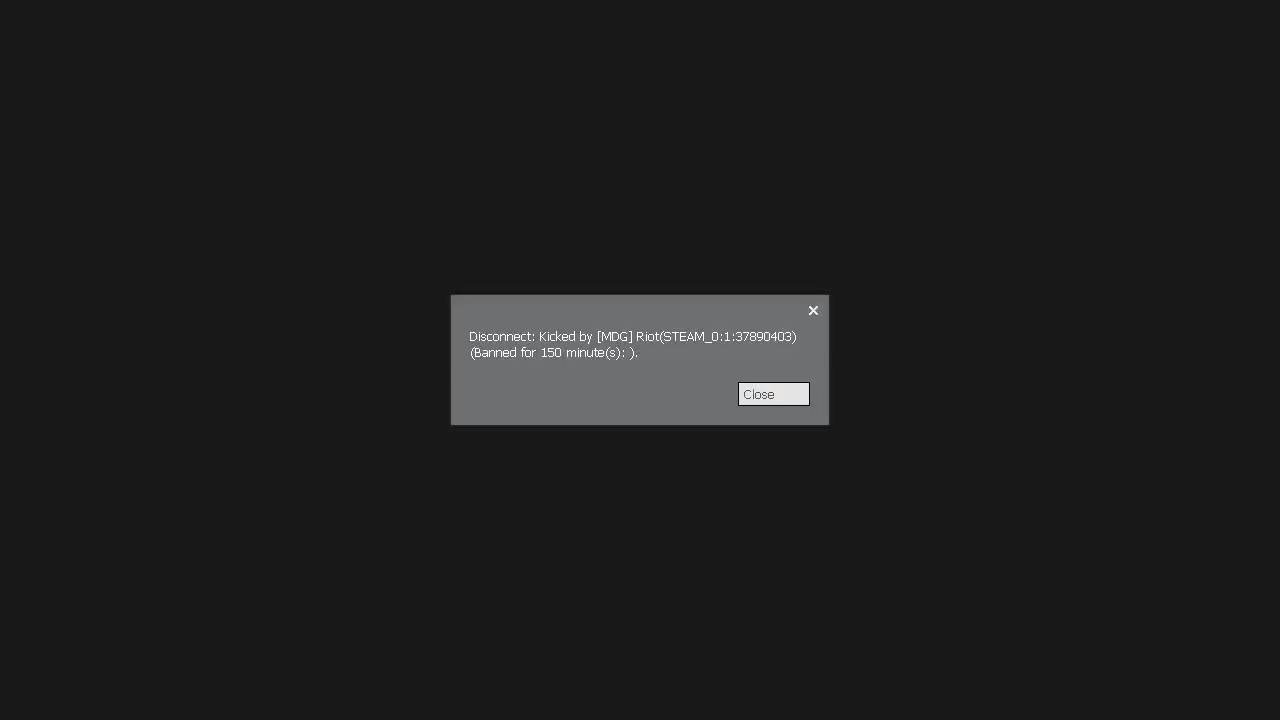 Disconnect: Kicked by [MDG] Riot(STEAM_0:1:37890403)
(Banned for 150 minute(s): ).
Close